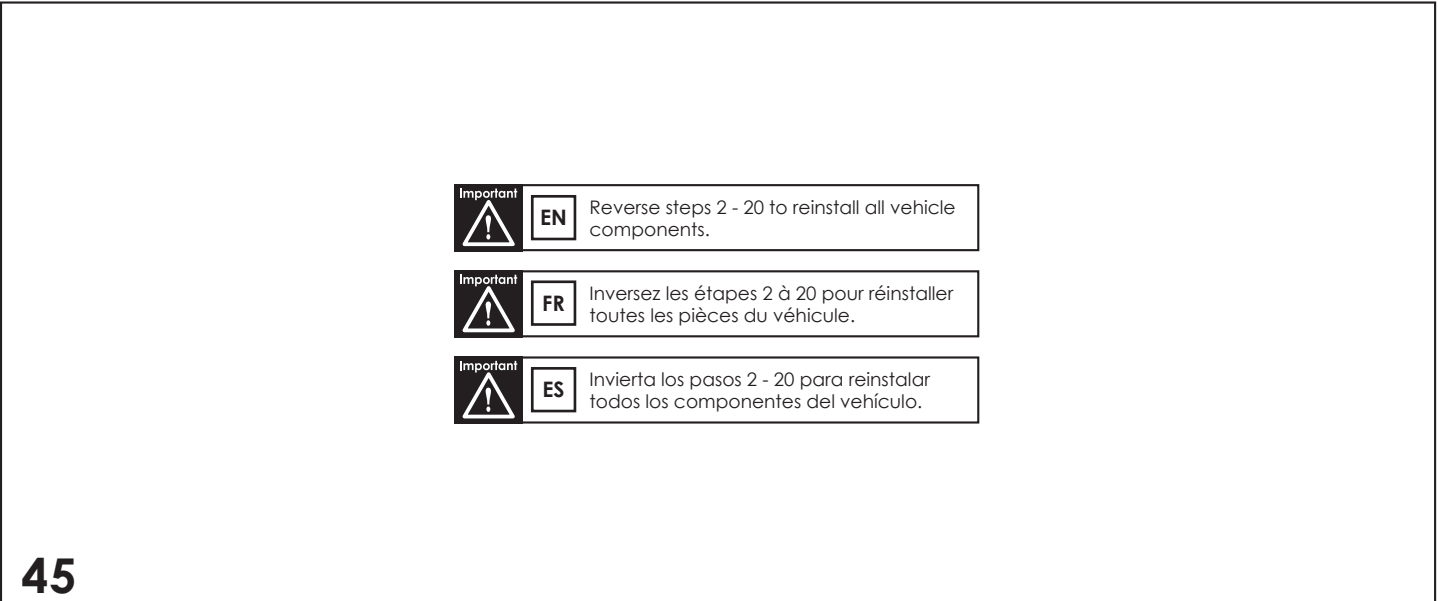 Important
EN
Reverse steps 2 - 20 to reinstall all vehicle
components.
Important
FR
Inversez les étapes 2 à 20 pour réinstaller
toutes les pièces du véhicule.
Important
ES
Invierta los pasos 2 - 20 para reinstalar
todos los componentes del vehículo.
45